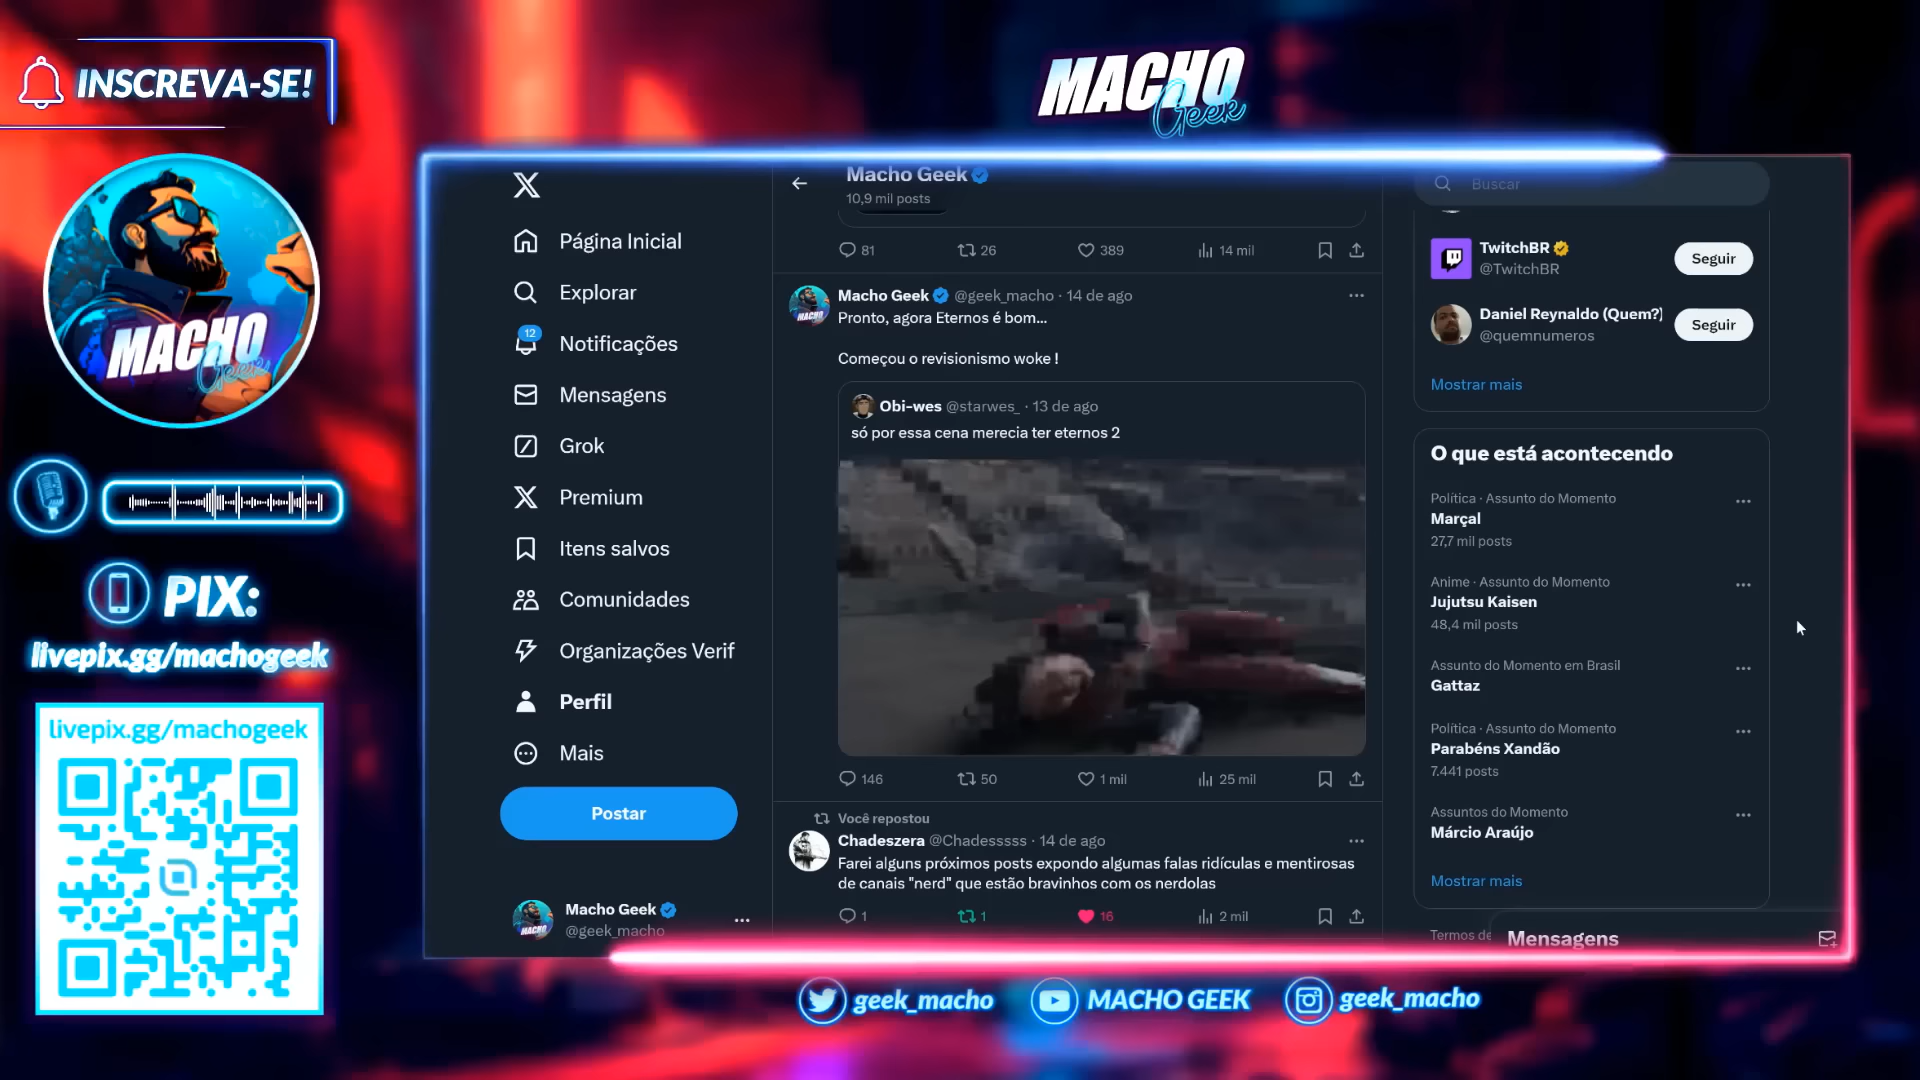 INSCREVA-SE!
MACHO
Geek
MACHO
Geek
PIX:
livepix.gg/machogeek
livepix.gg/machogeek
Página Inicial
Explorar
12
Notificações
Mensagens
Grok
Premium
Itens salvos
Comunidades
Organizações Verif
Perfil
Mais
Postar
Macho Geek
@geek_macho
Macho Geek
10,9 mil posts
81 26 389 14 mil
Macho Geek @geek_macho · 14 de ago
Pronto, agora Eternos é bom...
Começou o revisionismo woke !
Obi-wes @starwes_ · 13 de ago
só por essa cena merecia ter eternos 2
146 50 1 mil 25 mil
Você repostou
Chadeszera @Chadesssss · 14 de ago
Farei alguns próximos posts expondo algumas falas ridículas e mentirosas
de canais "nerd" que estão bravinhos com os nerdolas
1 1 16 2 mil
Buscar
TwitchBR
@TwitchBR
Seguir
Daniel Reynaldo (Quem?)
@quemnumeros
Seguir
Mostrar mais
O que está acontecendo
Política · Assunto do Momento
Marçal
27,7 mil posts
Anime · Assunto do Momento
Jujutsu Kaisen
48,4 mil posts
Assunto do Momento em Brasil
Gattaz
Política · Assunto do Momento
Parabéns Xandão
7.441 posts
Assuntos do Momento
Márcio Araújo
Mostrar mais
Termos de
Mensagens
geek_macho
MACHO GEEK
geek_macho